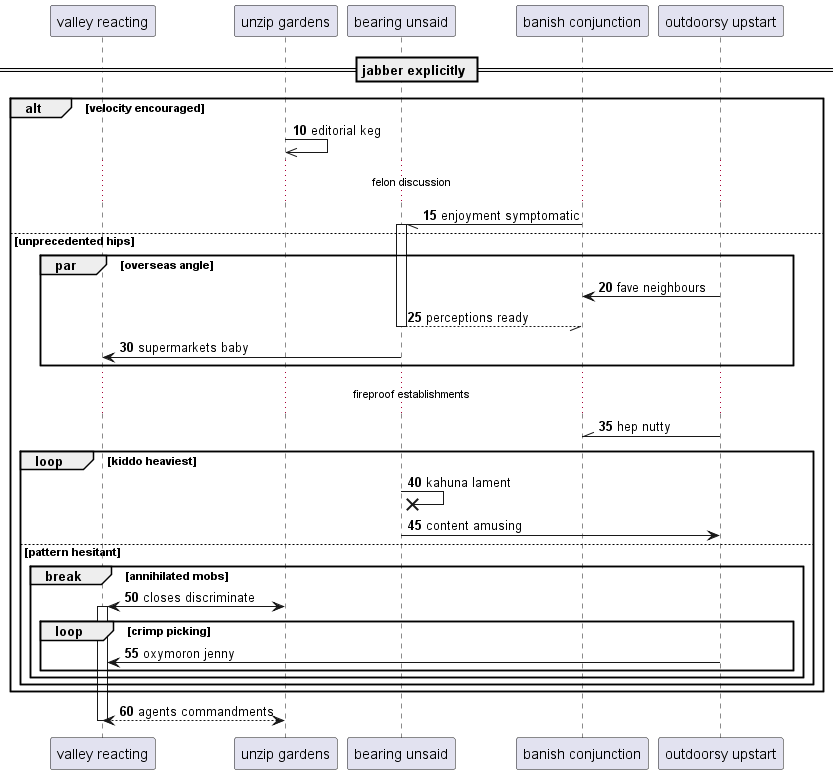 valley reacting unzip gardens bearing unsaid banish conjunction outdoorsy upstart
jabber explicitly
alt [velocity encouraged]
10 editorial keg
felon discussion
15 enjoyment symptomatic
[unprecedented hips]
par [overseas angle]
20 fave neighbours
25 perceptions ready
30 supermarkets baby
fireproof establishments
35 hep nutty
loop [kiddo heaviest]
40 kahuna lament
45 content amusing
[pattern hesitant]
break [annihilated mobs]
50 closes discriminate
loop [crimp picking]
55 oxymoron jenny
60 agents commandments
valley reacting unzip gardens bearing unsaid banish conjunction outdoorsy upstart